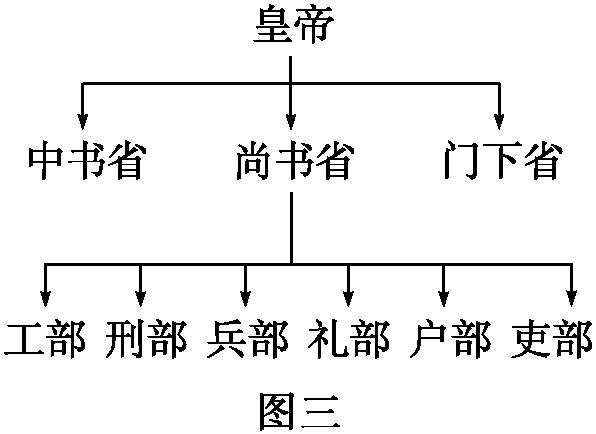 皇帝
中书省 尚书省 门下省
工部 刑部 兵部 礼部 户部 吏部
图三